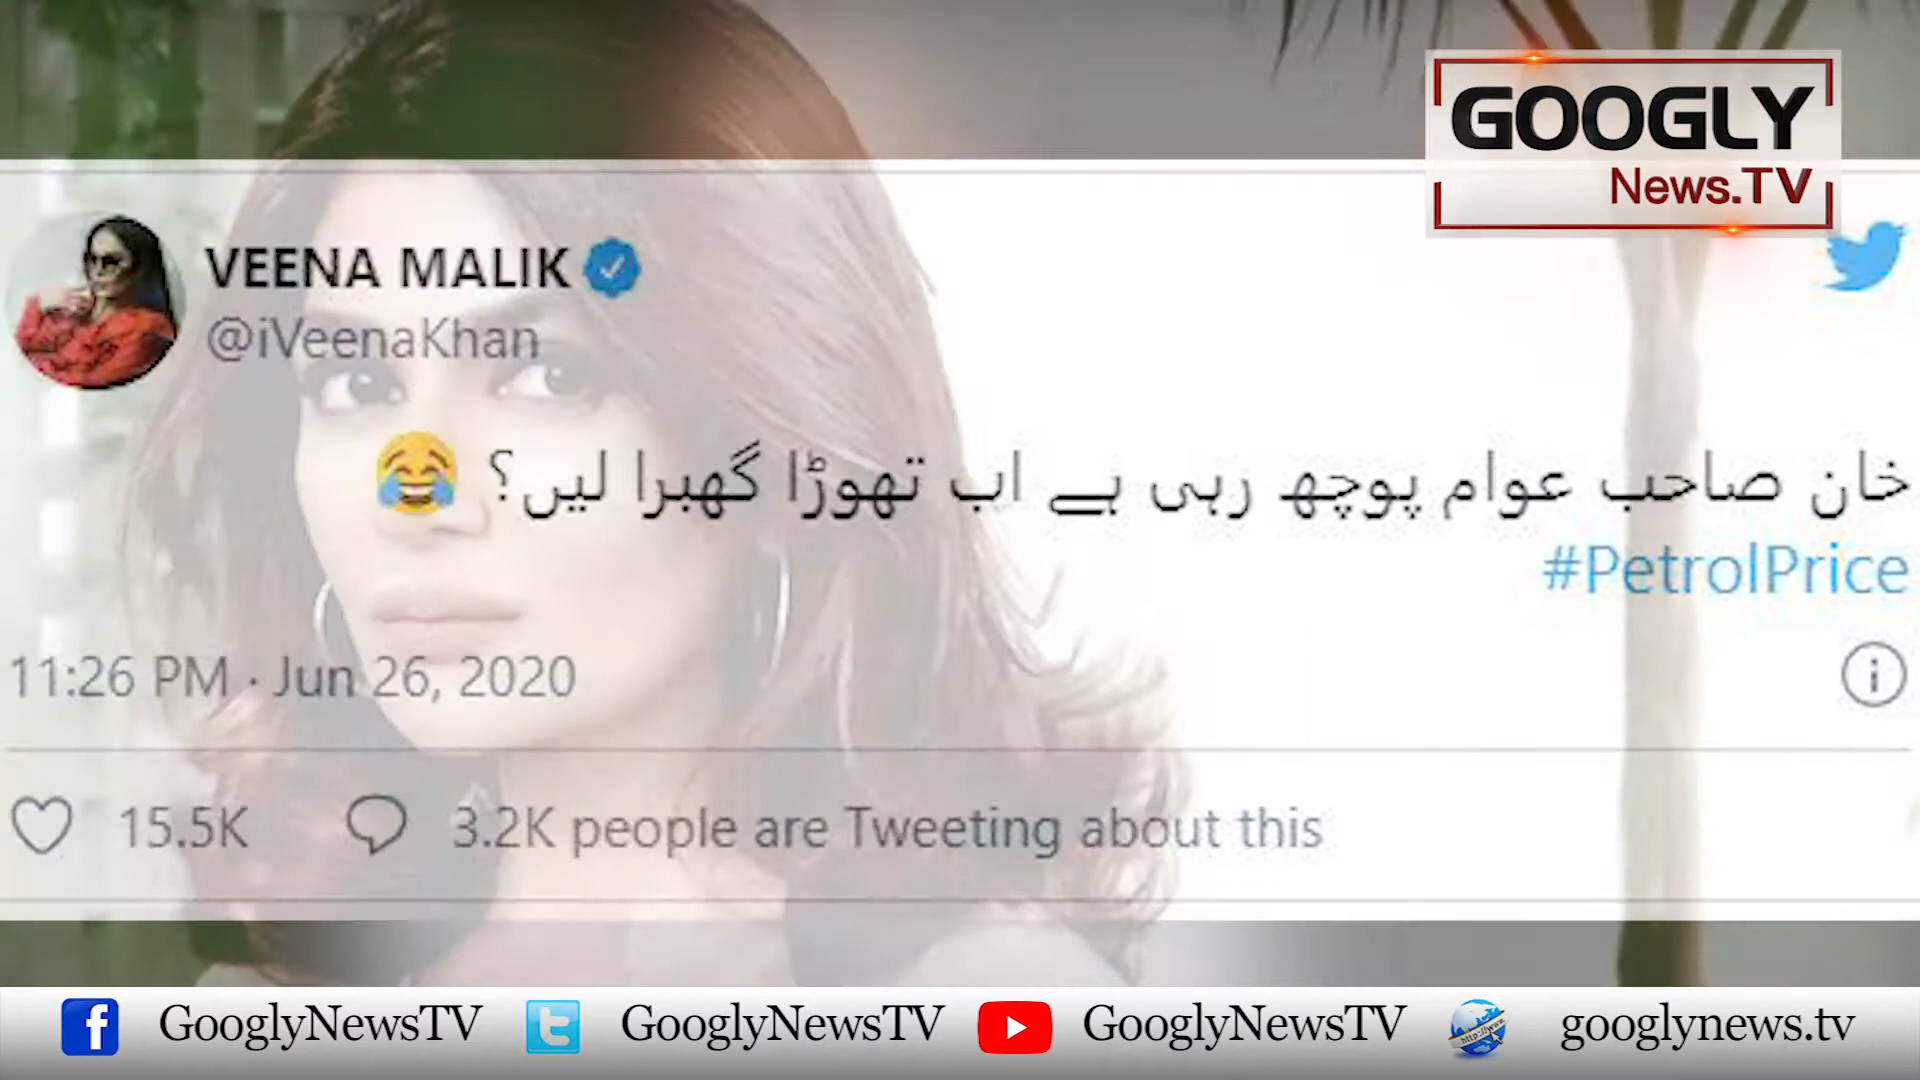 GOOGLY
News.TV
VEENA MALIK
@iVeenaKhan
خان صاحب عوام پوچھ رہی ہے اب تھوڑا گھبرا لیں؟ 😂
#PetrolPrice
11:26 PM · Jun 26, 2020
15.5K 3.2K people are Tweeting about this
GooglyNewsTV GooglyNewsTV GooglyNewsTV googlynews.tv